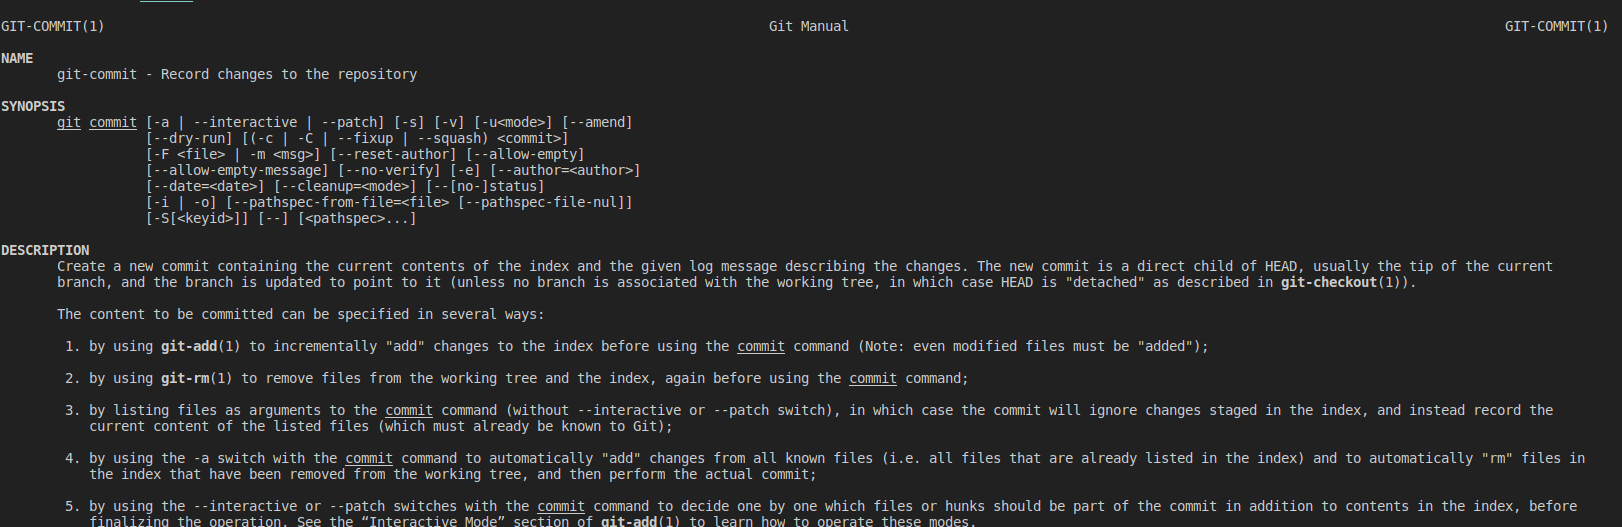 GIT-COMMIT(1) Git Manual GIT-COMMIT(1)
NAME
git-commit - Record changes to the repository
SYNOPSIS
git commit [-a | --interactive | --patch] [-s] [-v] [-u<mode>] [--amend]
[--dry-run] [(-c | -C | --fixup | --squash) <commit>]
[-F <file> | -m <msg>] [--reset-author] [--allow-empty]
[--allow-empty-message] [--no-verify] [-e] [--author=<author>]
[--date=<date>] [--cleanup=<mode>] [--[no-]status]
[-i | -o] [--pathspec-from-file=<file> [--pathspec-file-nul]]
[-S[<keyid>]] [--] [<pathspec>...]
DESCRIPTION
Create a new commit containing the current contents of the index and the given log message describing the changes. The new commit is a direct child of HEAD, usually the tip of the current
branch, and the branch is updated to point to it (unless no branch is associated with the working tree, in which case HEAD is "detached" as described in git-checkout(1)).
The content to be committed can be specified in several ways:
1. by using git-add(1) to incrementally "add" changes to the index before using the commit command (Note: even modified files must be "added");
2. by using git-rm(1) to remove files from the working tree and the index, again before using the commit command;
3. by listing files as arguments to the commit command (without --interactive or --patch switch), in which case the commit will ignore changes staged in the index, and instead record the
current content of the listed files (which must already be known to Git);
4. by using the -a switch with the commit command to automatically "add" changes from all known files (i.e. all files that are already listed in the index) and to automatically "rm" files in
the index that have been removed from the working tree, and then perform the actual commit;
5. by using the --interactive or --patch switches with the commit command to decide one by one which files or hunks should be part of the commit in addition to contents in the index, before
finalizing the operation. See the “Interactive Mode” section of git-add(1) to learn how to operate these modes.